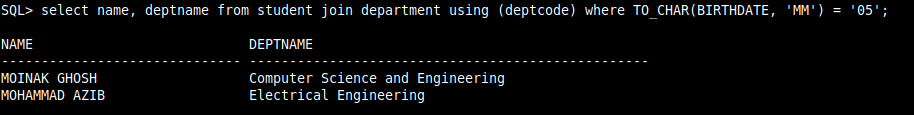 SQL> select name, deptname from student join department using (deptcode) where TO_CHAR(BIRTHDATE, 'MM') = '05';
NAME                          DEPTNAME
----------------------------- --------------------------------------------------
MOINAK GHOSH                  Computer Science and Engineering
MOHAMMAD AZIB                 Electrical Engineering